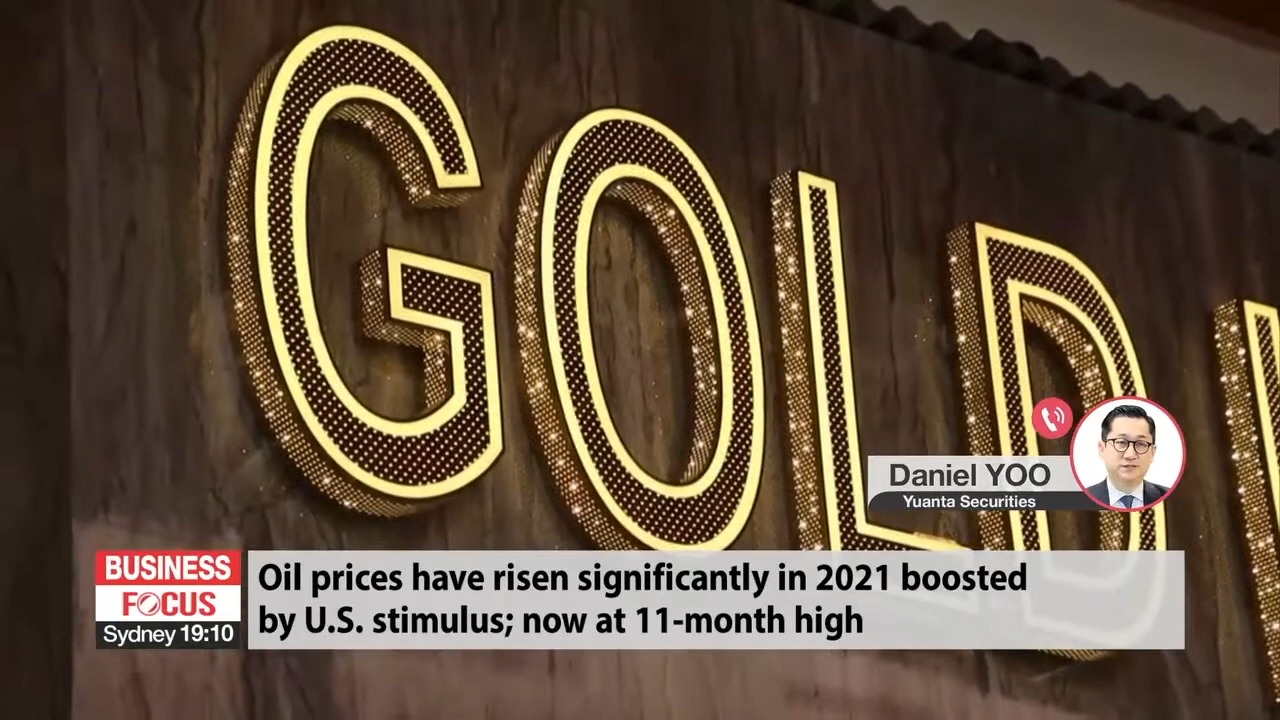 GOLD
Daniel YOO
Yuanta Securities
BUSINESS
FOCUS
Sydney 19:10
Oil prices have risen significantly in 2021 boosted
by U.S. stimulus; now at 11-month high